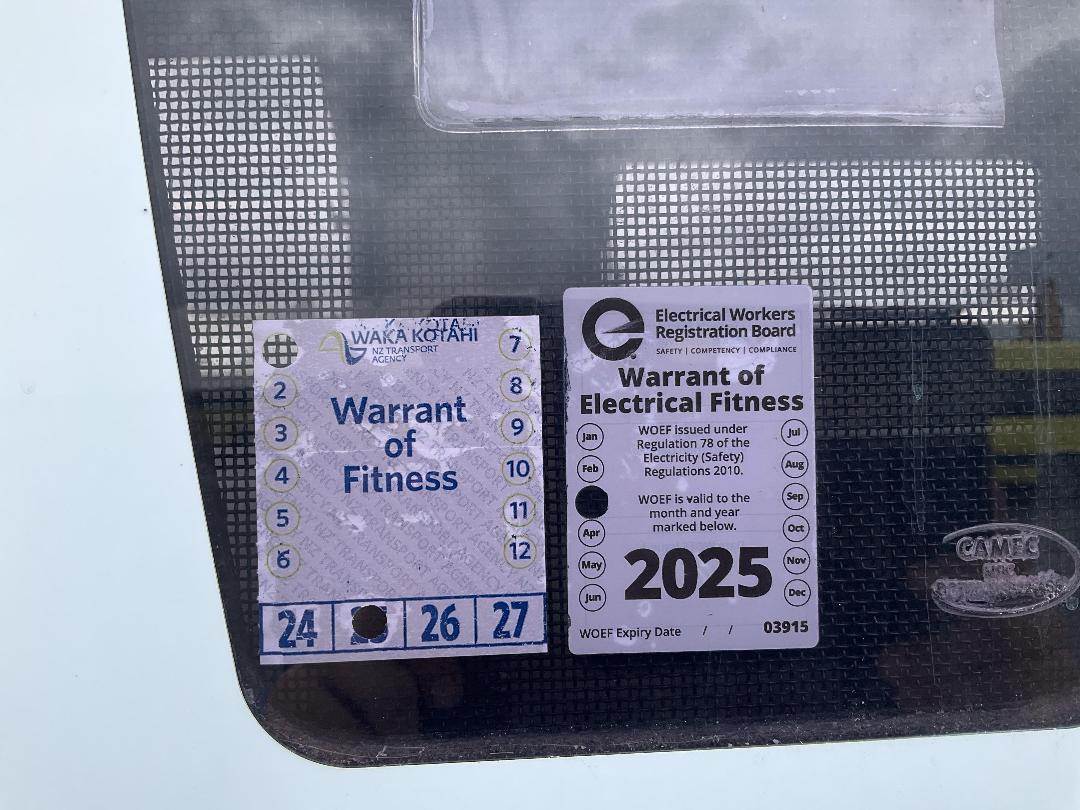 WAKA KOTAHI
NZ TRANSPORT
AGENCY
Warrant
of
Fitness
2
3
4
5
6
7
8
9
10
11
12
24
26
27
Electrical Workers
Registration Board
SAFETY | COMPETENCY | COMPLIANCE
Warrant of
Electrical Fitness
Jan
Feb
Apr
May
Jun
WOEF issued under
Regulation 78 of the
Electricity (Safety)
Regulations 2010.
WOEF is valid to the
month and year
marked below.
2025
Jul
Aug
Sep
Oct
Nov
Dec
WOEF Expiry Date / / 03915
CAMEC